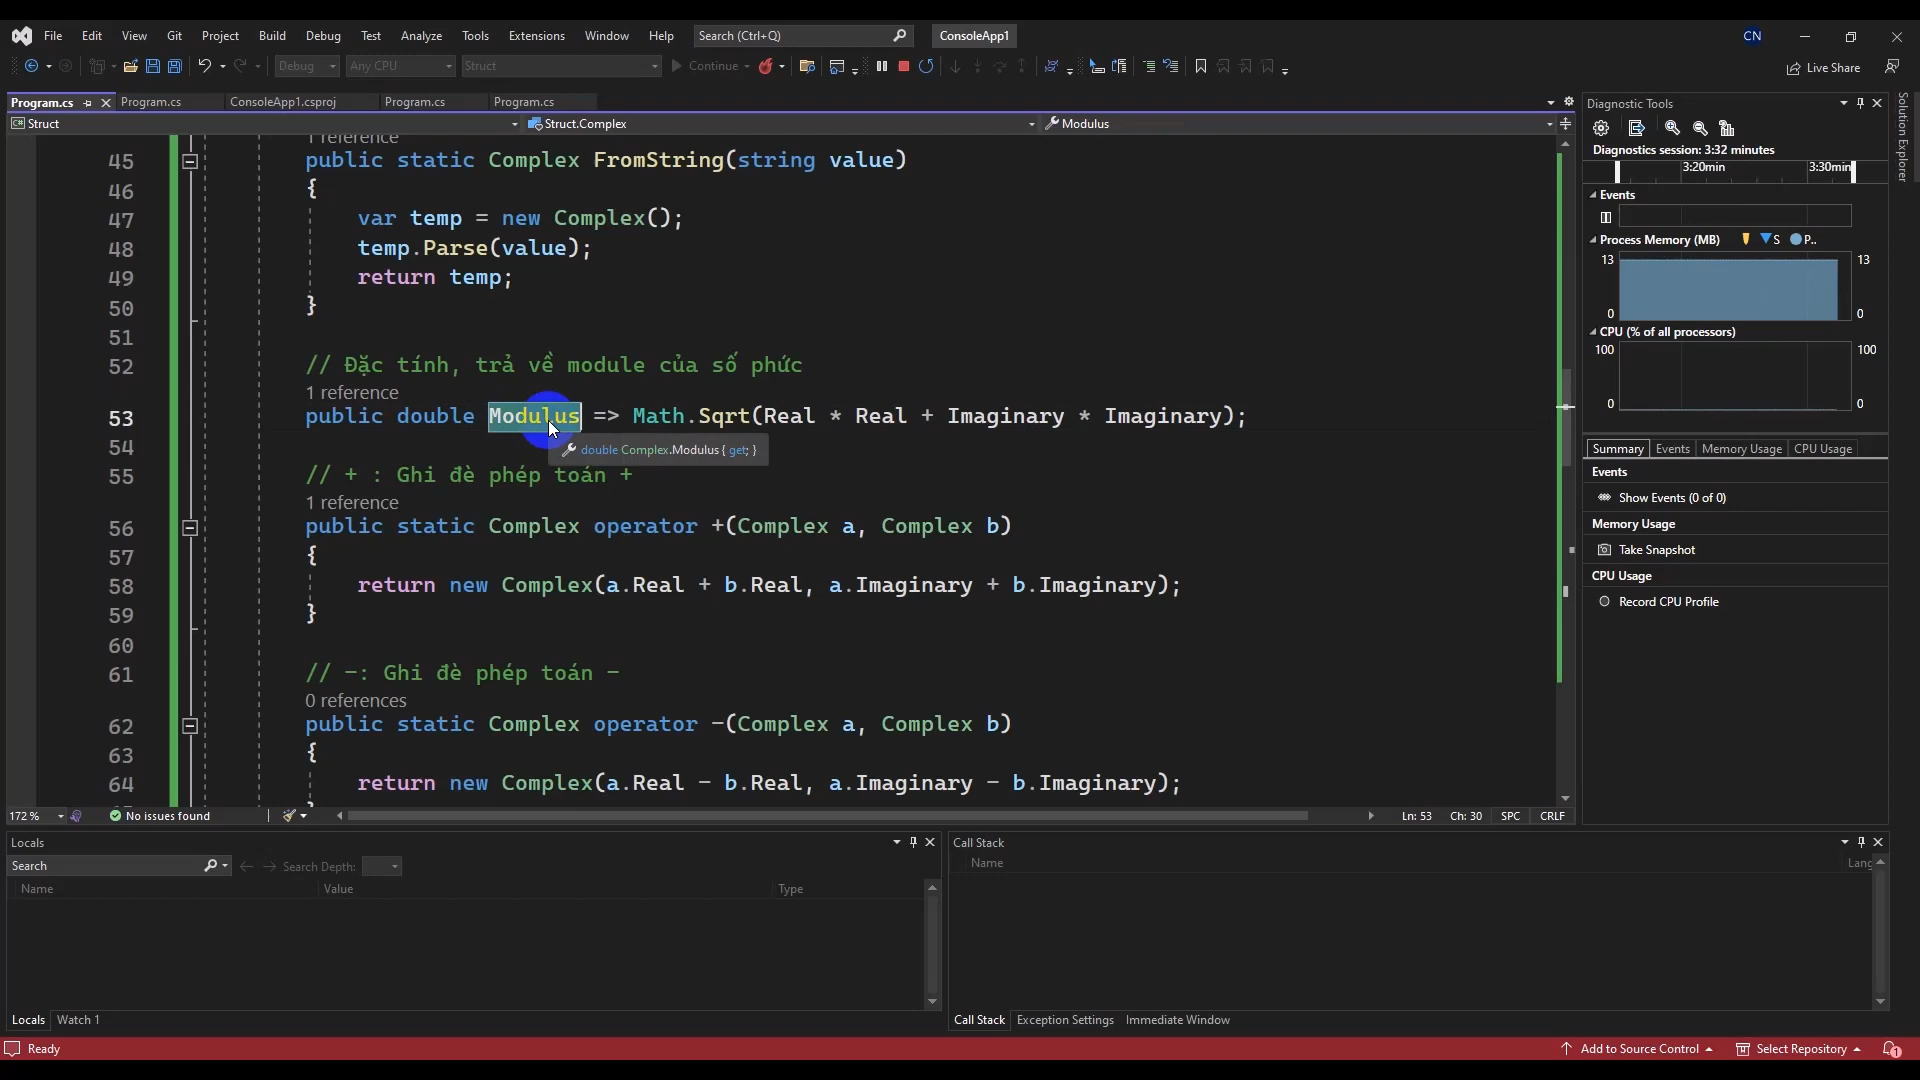 File Edit View Git Project Build Debug Test Analyze Tools Extensions Window Help Search (Ctrl+Q) ConsoleApp1 CN
Debug Any CPU Struct Continue Live Share
Program.cs Program.cs ConsoleApp1.csproj Program.cs Program.cs
Struct Struct.Complex Modulus
1 reference
45 public static Complex FromString(string value)
46 {
47 var temp = new Complex();
48 temp.Parse(value);
49 return temp;
50 }
51
52 // Đặc tính, trả về module của số phức
1 reference
53 public double Modulus => Math.Sqrt(Real * Real + Imaginary * Imaginary);
54 double Complex.Modulus { get; }
55 // + : Ghi đè phép toán +
1 reference
56 public static Complex operator +(Complex a, Complex b)
57 {
58 return new Complex(a.Real + b.Real, a.Imaginary + b.Imaginary);
59 }
60
61 // -: Ghi đè phép toán -
0 references
62 public static Complex operator -(Complex a, Complex b)
63 {
64 return new Complex(a.Real - b.Real, a.Imaginary - b.Imaginary);
172 % No issues found Ln: 53 Ch: 30 SPC CRLF
Diagnostic Tools
Diagnostics session: 3:32 minutes
3:20min 3:30min
Events
Process Memory (MB) S P..
13 13
0 0
CPU (% of all processors)
100 100
0 0
Summary Events Memory Usage CPU Usage
Events
Show Events (0 of 0)
Memory Usage
Take Snapshot
CPU Usage
Record CPU Profile
Solution Explorer
Locals
Search Search Depth:
Name Value Type
Locals Watch 1
Call Stack
Name Lang
Call Stack Exception Settings Immediate Window
Ready Add to Source Control Select Repository 1